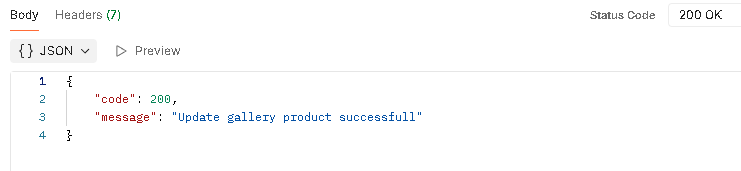 Body Headers (7) Status Code 200 OK
{} JSON Preview
1 {
2 "code": 200,
3 "message": "Update gallery product successfull"
4 }